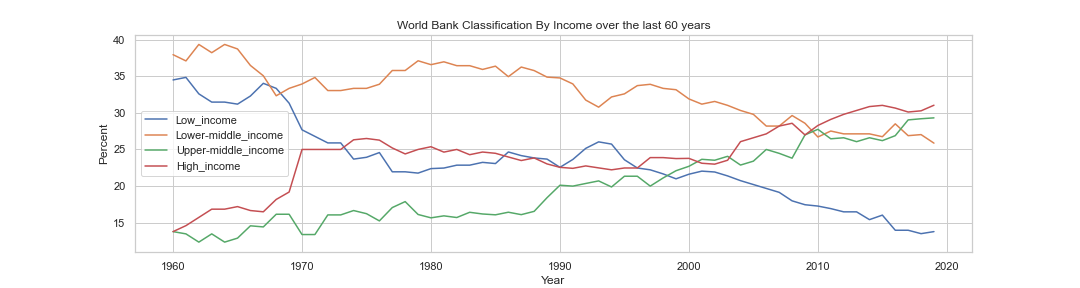 World Bank Classification By Income over the last 60 years
40
35
30
25
20
15
Percent
Low_income
Lower-middle_income
Upper-middle_income
High_income
1960 1970 1980 1990 2000 2010 2020
Year